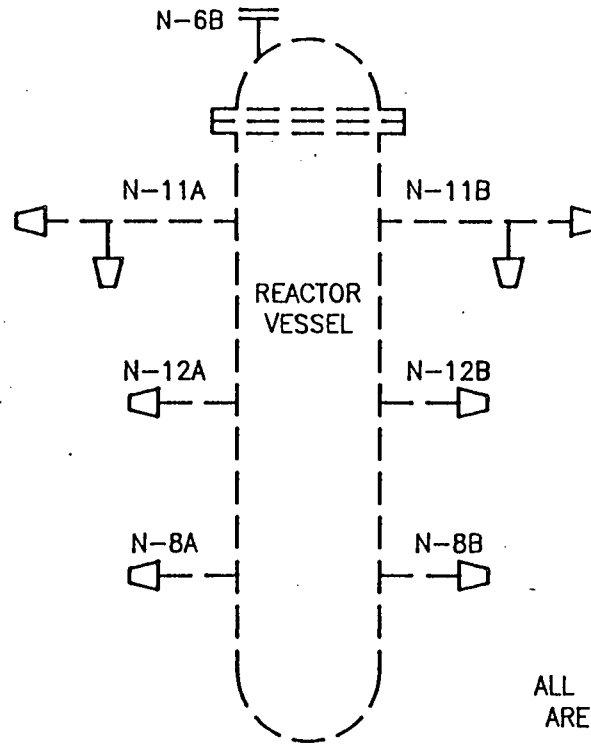 N-6B
N-11A
N-11B
REACTOR
VESSEL
N-12A
N-12B
N-8A
N-8B
ALL
ARE